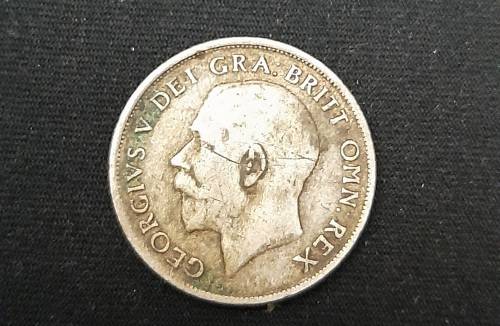 GEORGIVS V DEI GRA: BRITT OMN: REX